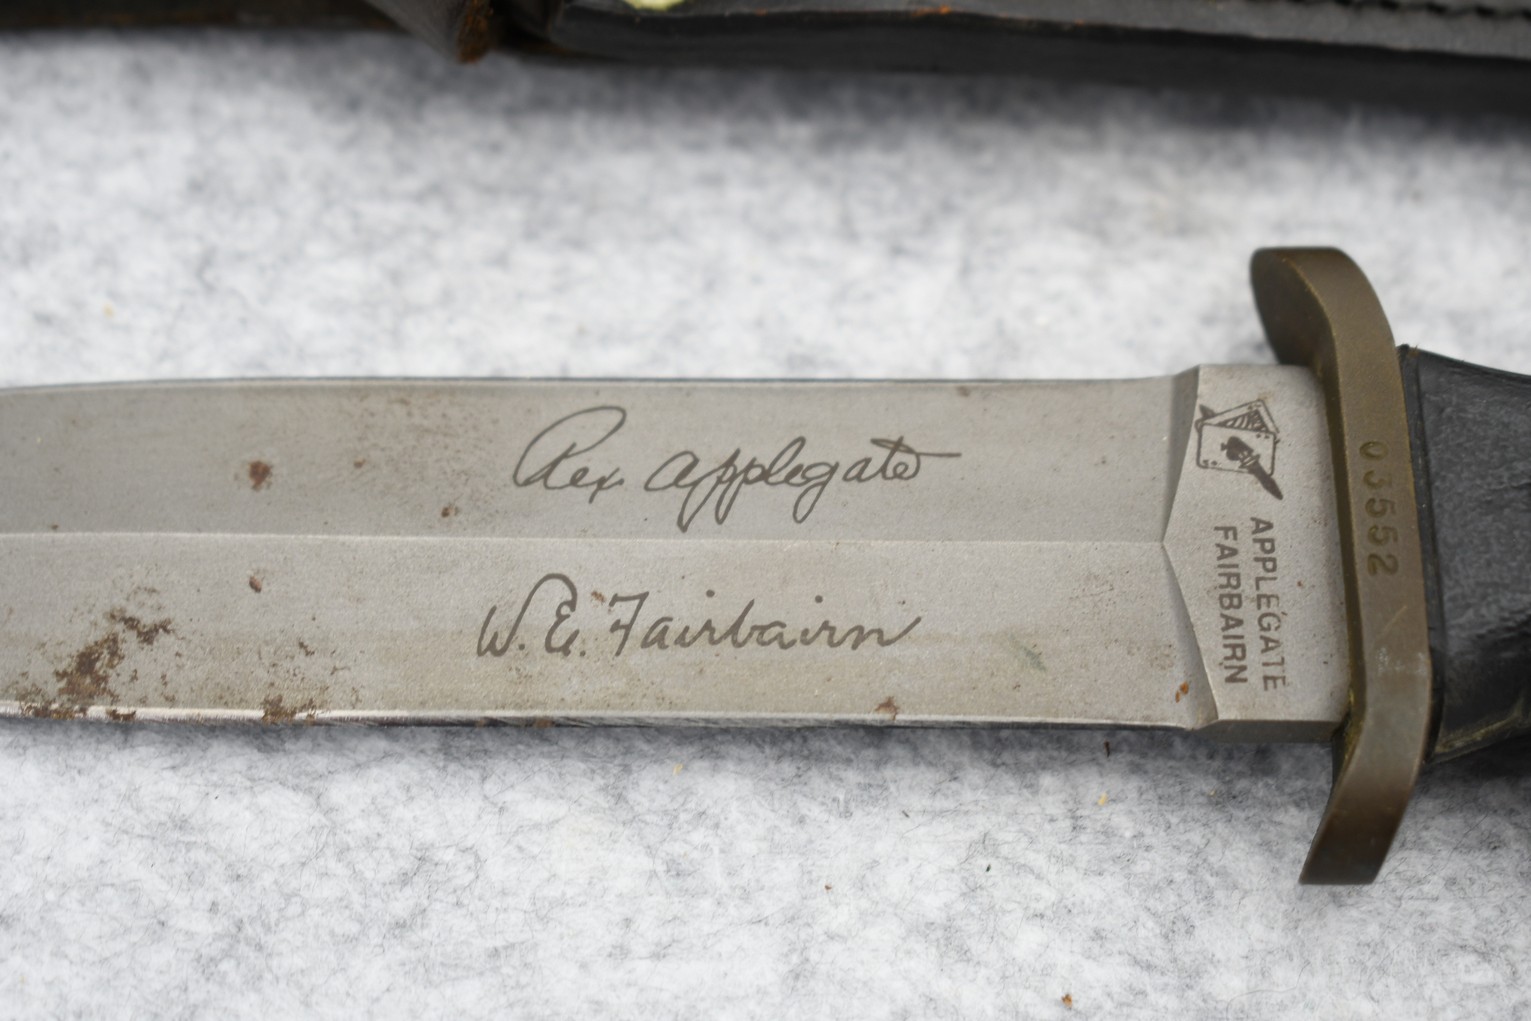 Rex Applegate
W. E. Fairbairn
APPLEGATE
FAIRBAIRN
03552